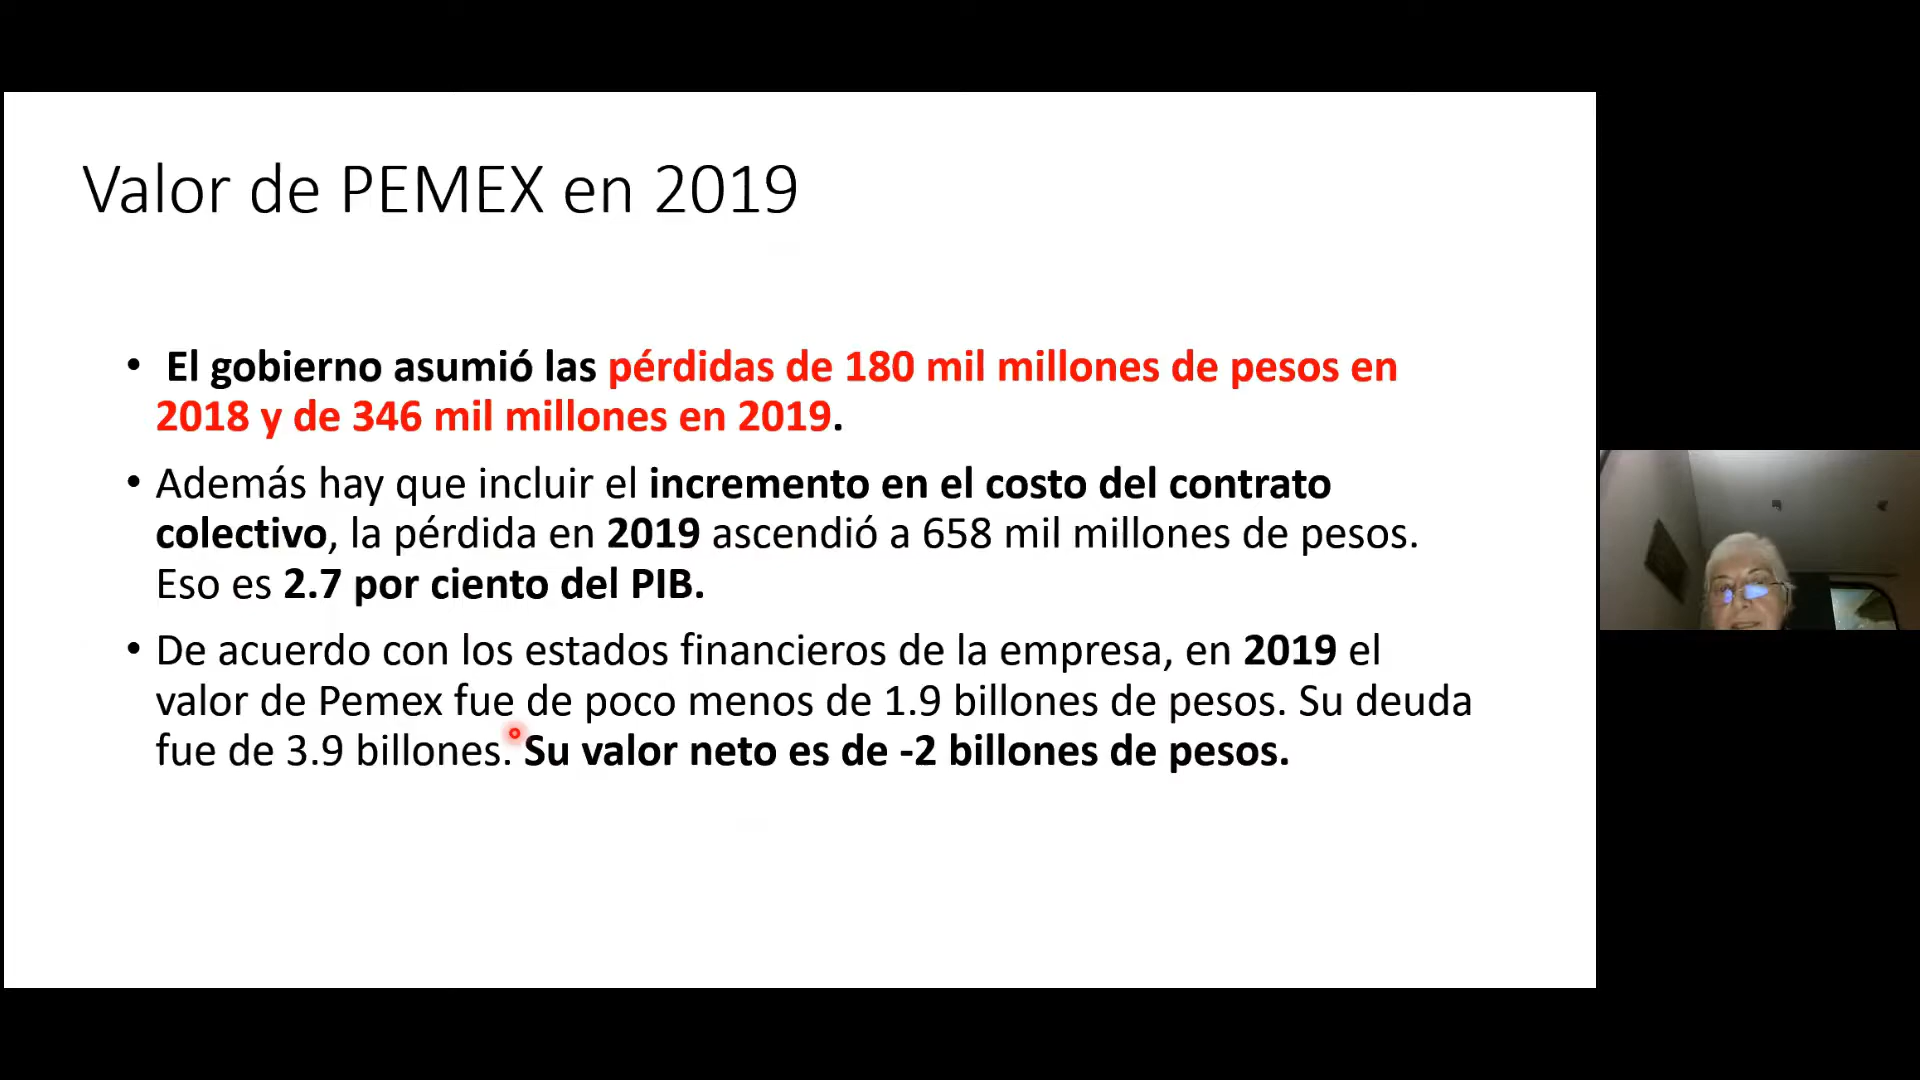 Valor de PEMEX en 2019
• El gobierno asumió las pérdidas de 180 mil millones de pesos en
2018 y de 346 mil millones en 2019.
• Además hay que incluir el incremento en el costo del contrato
colectivo, la pérdida en 2019 ascendió a 658 mil millones de pesos.
Eso es 2.7 por ciento del PIB.
• De acuerdo con los estados financieros de la empresa, en 2019 el
valor de Pemex fue de poco menos de 1.9 billones de pesos. Su deuda
fue de 3.9 billones. Su valor neto es de -2 billones de pesos.